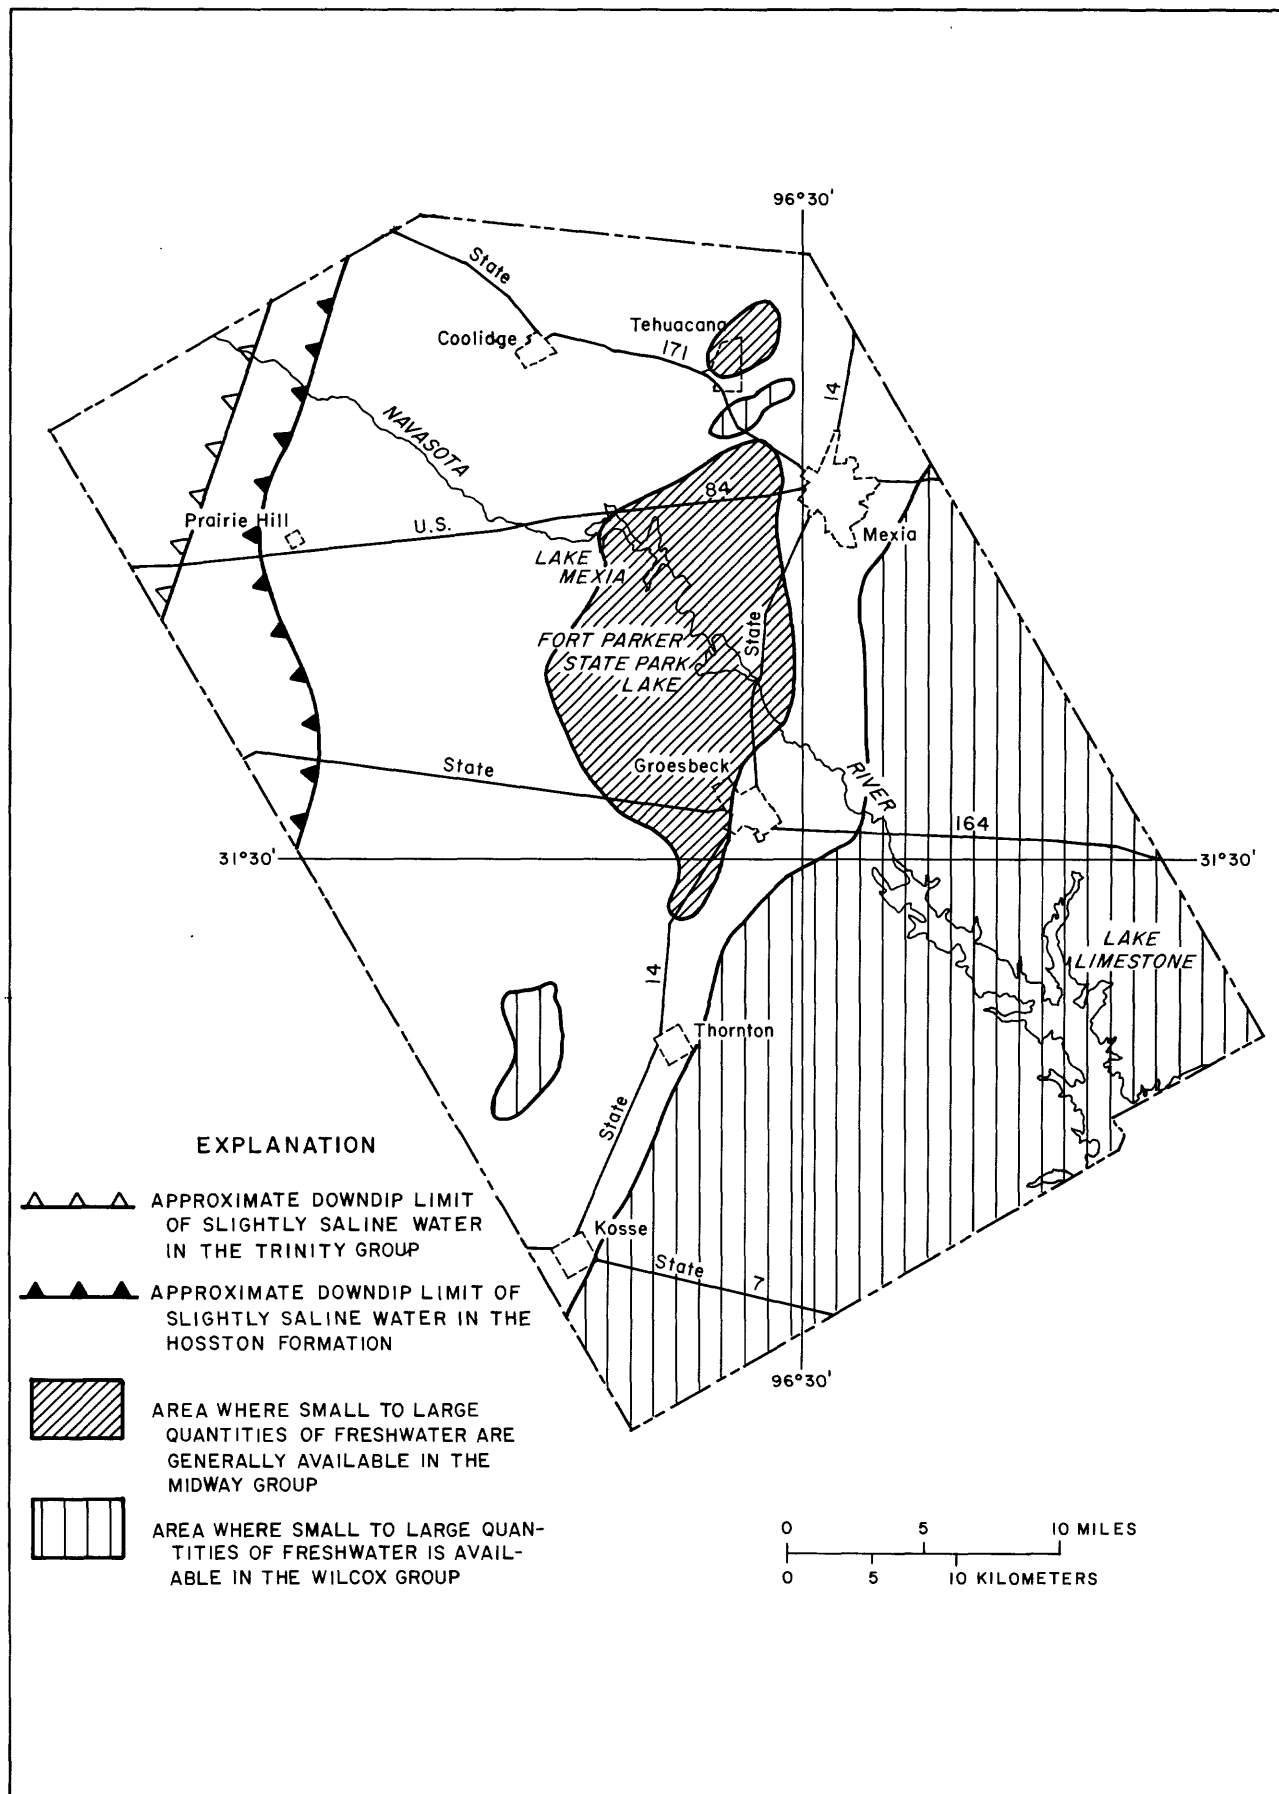 96°30'
State
Tehuacana
Coolidge
171
14
NAVASOTA
84
Prairie Hill
U.S.
Mexia
LAKE
MEXIA
FORT PARKER
STATE PARK
LAKE
State
State
Groesbeck
RIVER
164
31°30'
31°30'
LAKE
LIMESTONE
14
Thornton
State
Kosse
State
7
96°30'
EXPLANATION
APPROXIMATE DOWNDIP LIMIT
OF SLIGHTLY SALINE WATER
IN THE TRINITY GROUP
APPROXIMATE DOWNDIP LIMIT OF
SLIGHTLY SALINE WATER IN THE
HOSSTON FORMATION
AREA WHERE SMALL TO LARGE
QUANTITIES OF FRESHWATER ARE
GENERALLY AVAILABLE IN THE
MIDWAY GROUP
AREA WHERE SMALL TO LARGE QUAN-
TITIES OF FRESHWATER IS AVAIL-
ABLE IN THE WILCOX GROUP
0 5 10 MILES
0 5 10 KILOMETERS